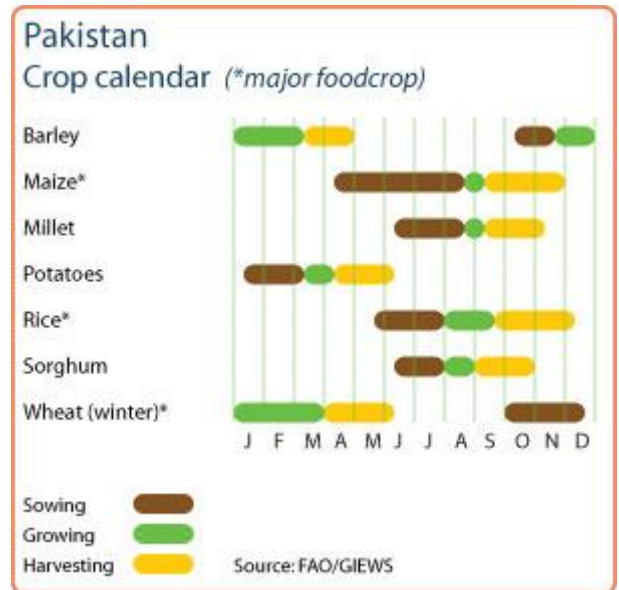 Pakistan
Crop calendar (*major foodcrop)
Barley
Maize*
Millet
Potatoes
Rice*
Sorghum
Wheat (winter)*
J F M A M J J A S O N D
Sowing
Growing
Harvesting
Source: FAO/GIEWS